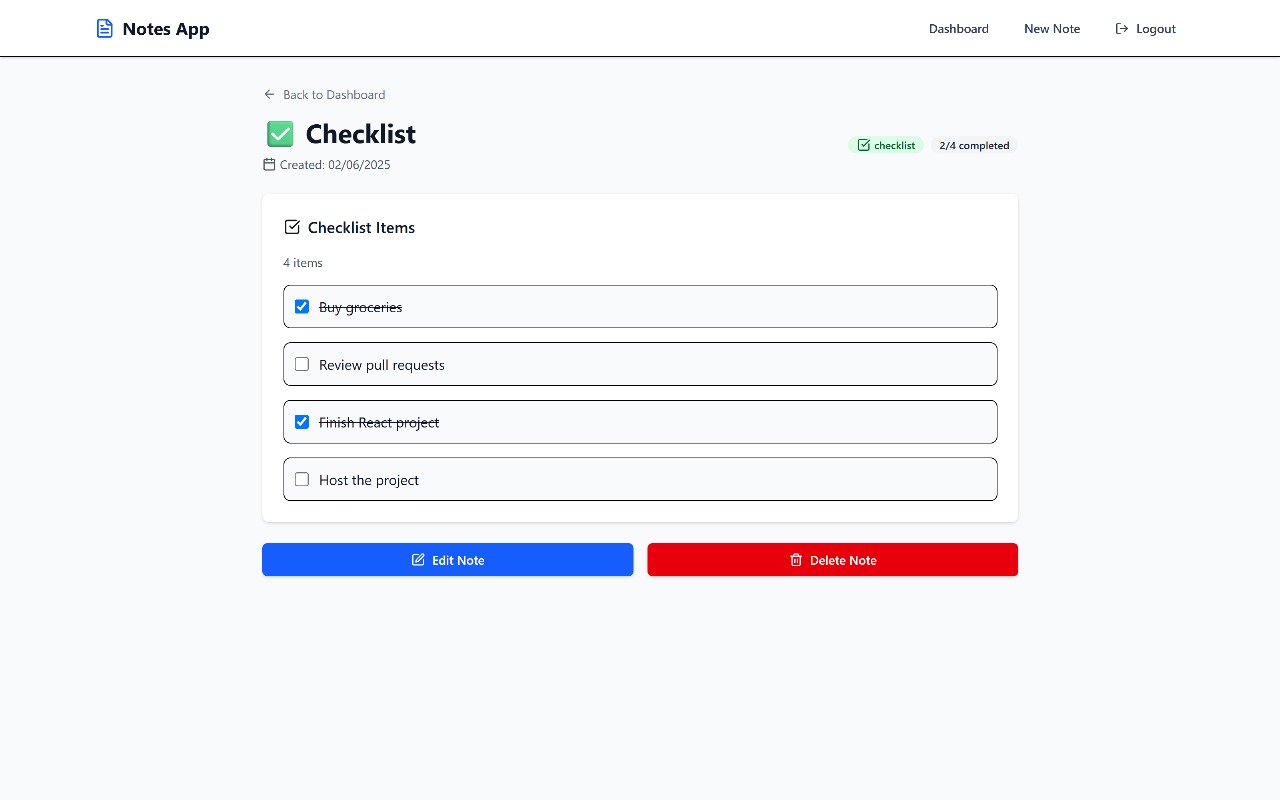 Notes App
Dashboard
New Note
Logout
Back to Dashboard
Checklist
checklist
2/4 completed
Created: 02/06/2025
Checklist Items
4 items
Buy groceries
Review pull requests
Finish React project
Host the project
Edit Note
Delete Note